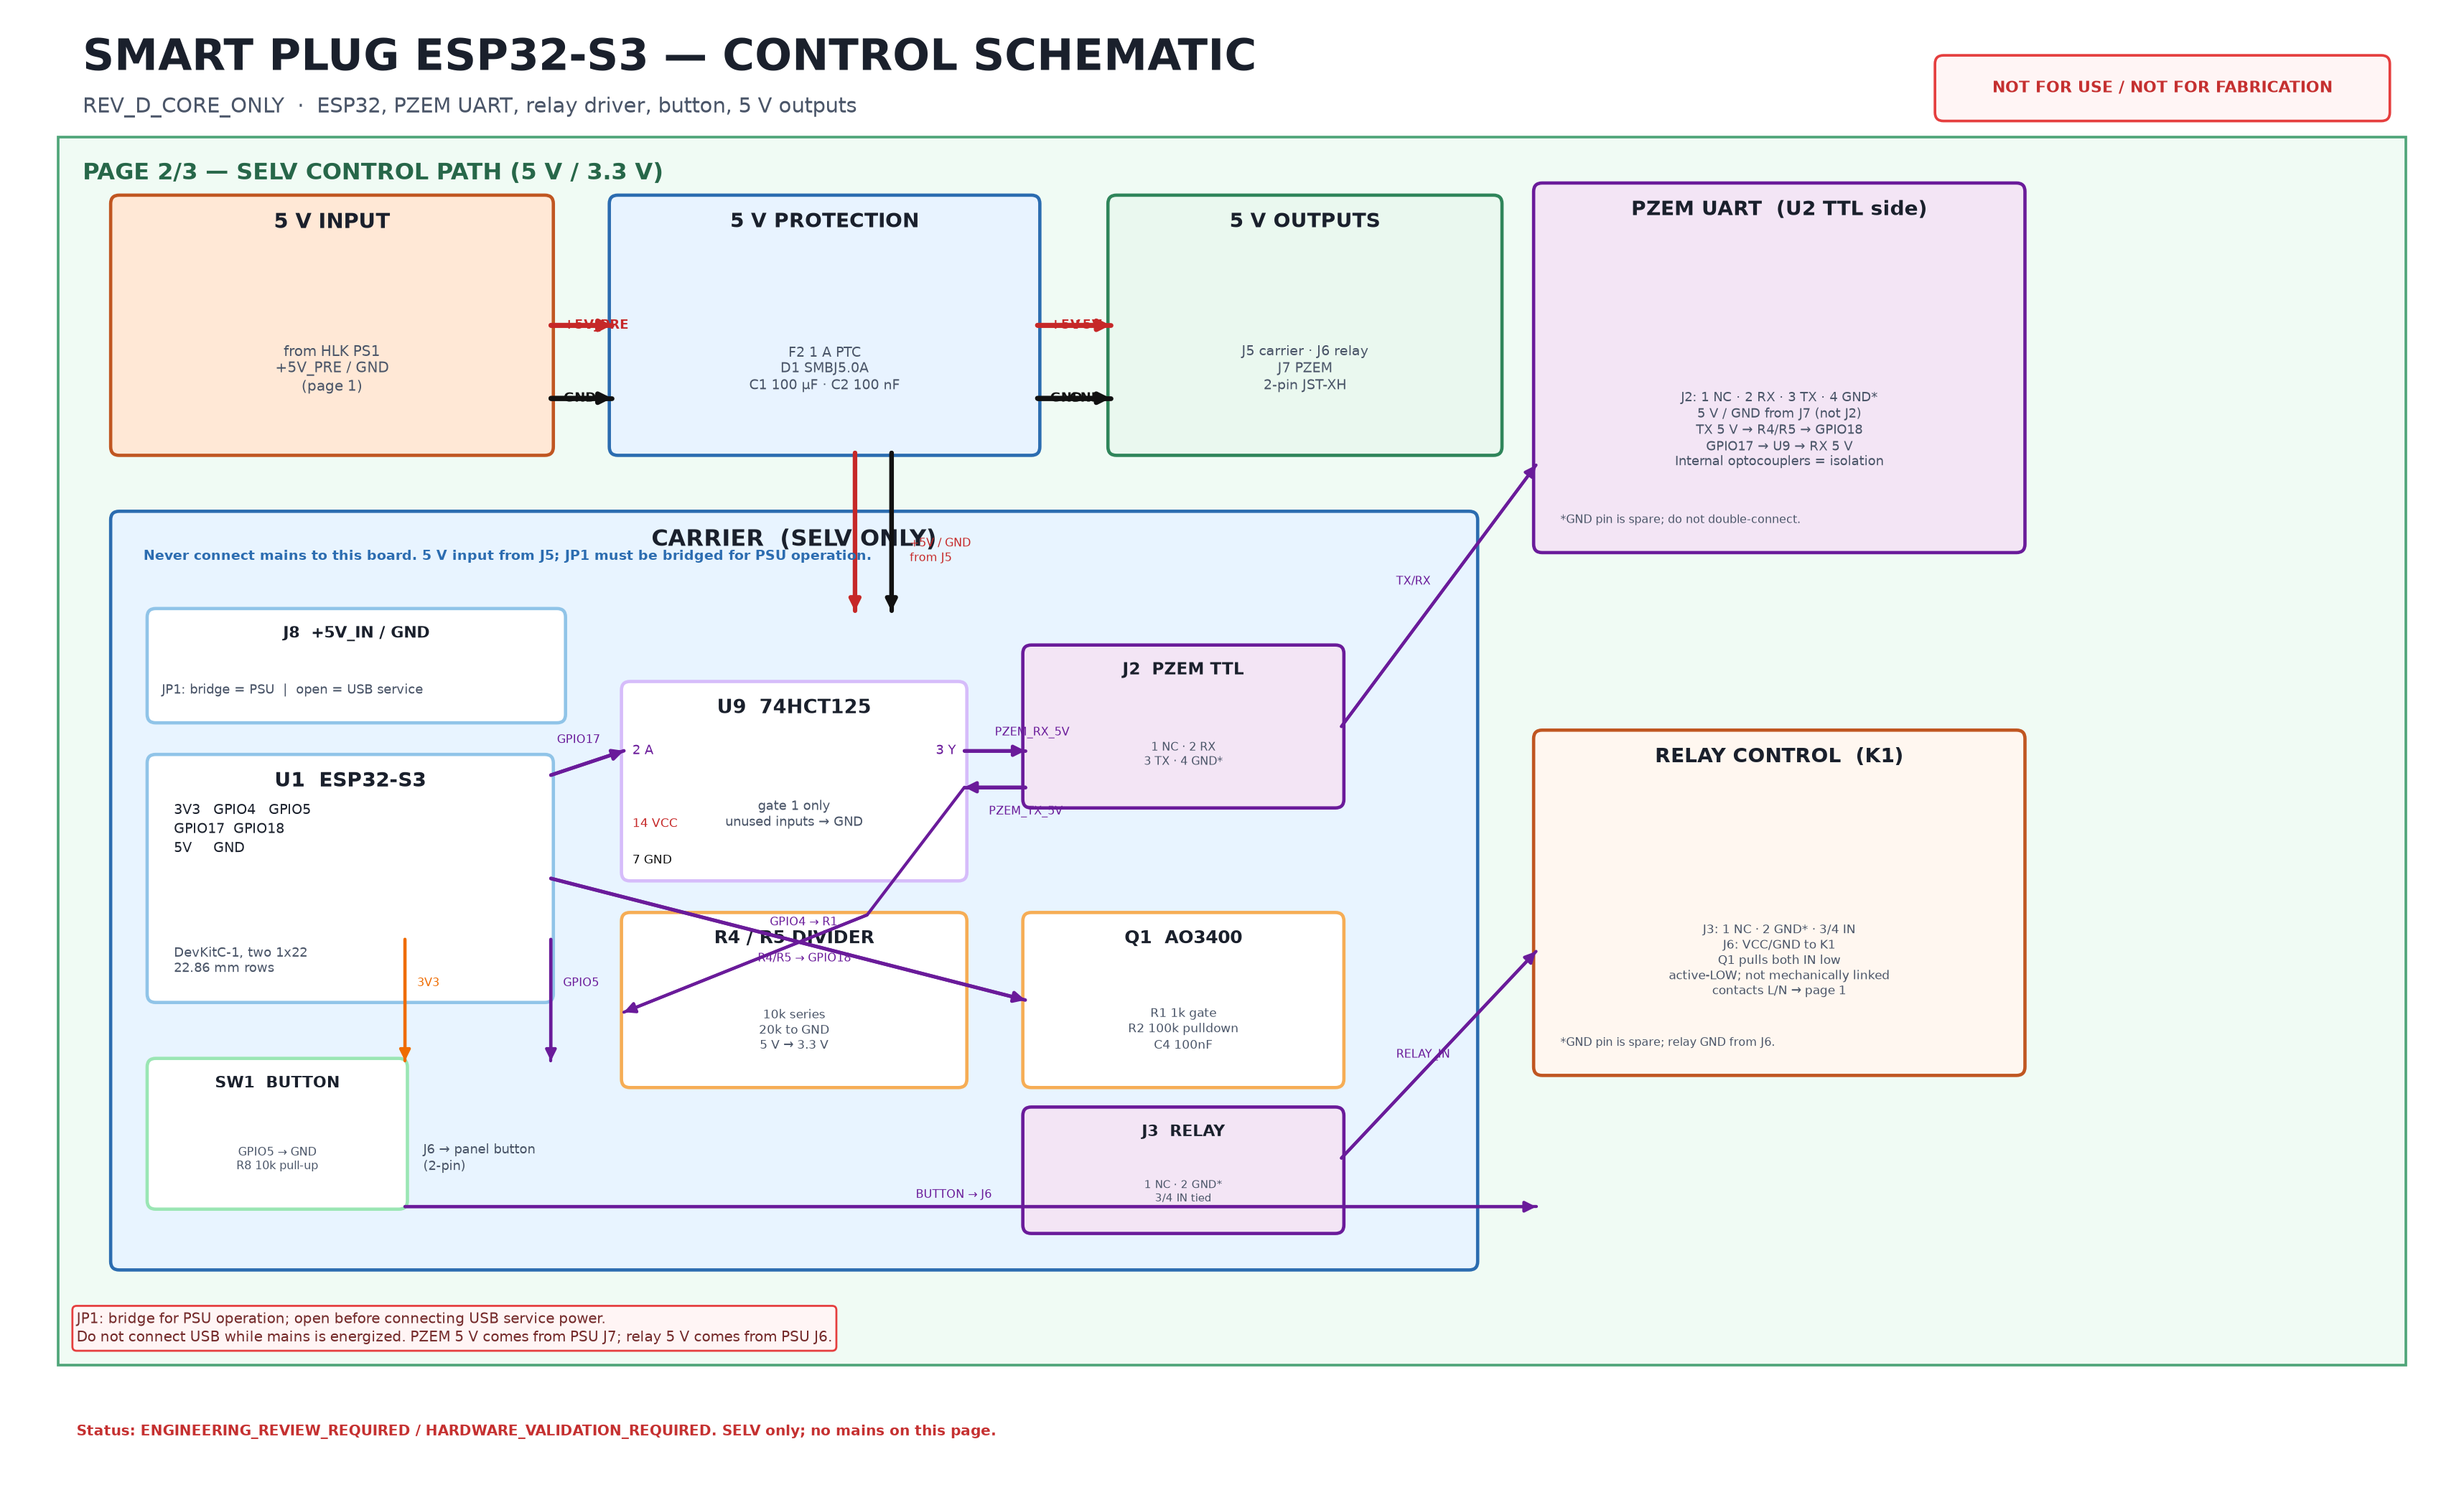 SMART PLUG ESP32-S3 — CONTROL SCHEMATIC
REV_D_CORE_ONLY · ESP32, PZEM UART, relay driver, button, 5 V outputs
NOT FOR USE / NOT FOR FABRICATION
PAGE 2/3 — SELV CONTROL PATH (5 V / 3.3 V)
5 V INPUT
from HLK PS1
+5V_PRE / GND
(page 1)
+5V_PRE
GND
5 V PROTECTION
F2 1 A PTC
D1 SMBJ5.0A
C1 100 µF · C2 100 nF
+5V
GND
5 V OUTPUTS
J5 carrier · J6 relay
J7 PZEM
2-pin JST-XH
PZEM UART (U2 TTL side)
J2: 1 NC · 2 RX · 3 TX · 4 GND*
5 V / GND from J7 (not J2)
TX 5 V → R4/R5 → GPIO18
GPIO17 → U9 → RX 5 V
Internal optocouplers = isolation
*GND pin is spare; do not double-connect.
CARRIER (SELV ONLY)
Never connect mains to this board. 5 V input from J5; JP1 must be bridged for PSU operation.
+5V / GND
from J5
TX/RX
J8 +5V_IN / GND
JP1: bridge = PSU | open = USB service
U1 ESP32-S3
3V3 GPIO4 GPIO5
GPIO17 GPIO18
5V GND
DevKitC-1, two 1x22
22.86 mm rows
GPIO17
U9 74HCT125
2 A
3 Y
gate 1 only
unused inputs → GND
14 VCC
7 GND
PZEM_RX_5V
PZEM_TX_5V
J2 PZEM TTL
1 NC · 2 RX
3 TX · 4 GND*
GPIO4 → R1
R4 / R5 DIVIDER
R4/R5 → GPIO18
10k series
20k to GND
5 V → 3.3 V
Q1 AO3400
R1 1k gate
R2 100k pulldown
C4 100nF
RELAY CONTROL (K1)
J3: 1 NC · 2 GND* · 3/4 IN
J6: VCC/GND to K1
Q1 pulls both IN low
active-LOW; not mechanically linked
contacts L/N → page 1
*GND pin is spare; relay GND from J6.
RELAY_IN
3V3
GPIO5
SW1 BUTTON
GPIO5 → GND
R8 10k pull-up
J6 → panel button
(2-pin)
BUTTON → J6
J3 RELAY
1 NC · 2 GND*
3/4 IN tied
JP1: bridge for PSU operation; open before connecting USB service power.
Do not connect USB while mains is energized. PZEM 5 V comes from PSU J7; relay 5 V comes from PSU J6.
Status: ENGINEERING_REVIEW_REQUIRED / HARDWARE_VALIDATION_REQUIRED. SELV only; no mains on this page.